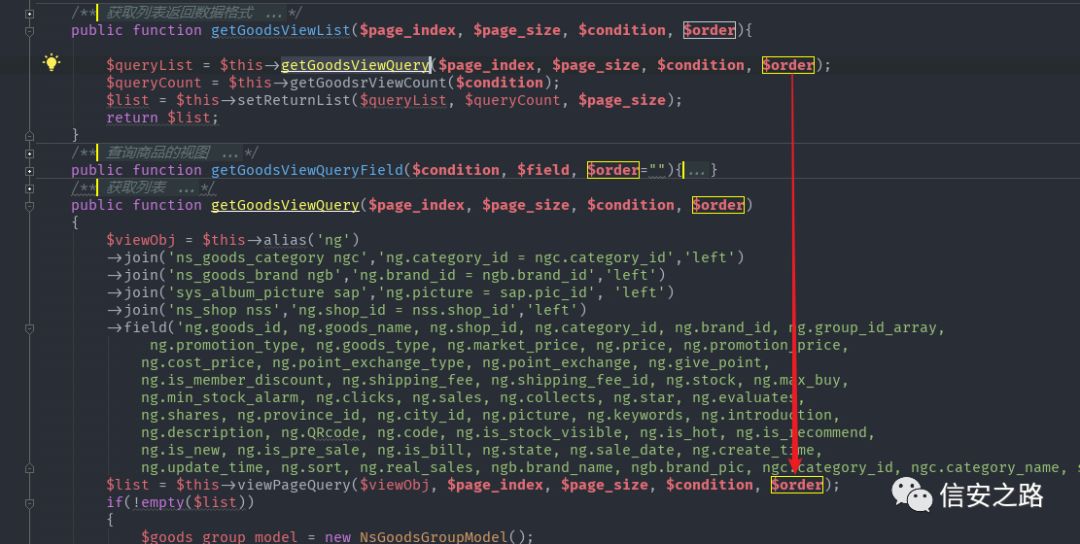 /** 获取列表返回数据格式 ...*/
public function getGoodsViewList($page_index, $page_size, $condition, $order){
$queryList = $this→getGoodsViewQuery($page_index, $page_size, $condition, $order);
$queryCount = $this→getGoodsrViewCount($condition);
$list = $this→setReturnList($queryList, $queryCount, $page_size);
return $list;
}
/** 查询商品的视图 ...*/
public function getGoodsViewQueryField($condition, $field, $order=""){...}
/** 获取列表 ...*/
public function getGoodsViewQuery($page_index, $page_size, $condition, $order)
{
$viewObj = $this→alias('ng')
→join('ns_goods_category ngc','ng.category_id = ngc.category_id','left')
→join('ns_goods_brand ngb','ng.brand_id = ngb.brand_id','left')
→join('sys_album_picture sap','ng.picture = sap.pic_id', 'left')
→join('ns_shop nss','ng.shop_id = nss.shop_id','left')
→field('ng.goods_id, ng.goods_name, ng.shop_id, ng.category_id, ng.brand_id, ng.group_id_array,
ng.promotion_type, ng.goods_type, ng.market_price, ng.price, ng.promotion_price,
ng.cost_price, ng.point_exchange_type, ng.point_exchange, ng.give_point,
ng.is_member_discount, ng.shipping_fee, ng.shipping_fee_id, ng.stock, ng.max_buy,
ng.min_stock_alarm, ng.clicks, ng.sales, ng.collects, ng.star, ng.evaluates,
ng.shares, ng.province_id, ng.city_id, ng.picture, ng.keywords, ng.introduction,
ng.description, ng.QRcode, ng.code, ng.is_stock_visible, ng.is_hot, ng.is_recommend,
ng.is_new, ng.is_pre_sale, ng.is_bill, ng.state, ng.sale_date, ng.create_time,
ng.update_time, ng.sort, ng.real_sales, ngb.brand_name, ngb.brand_pic, ngc.category_id, ngc.category_name, s
$list = $this→viewPageQuery($viewObj, $page_index, $page_size, $condition, $order);
if(!empty($list))
{
$goods_group_model = new NsGoodsGroupModel();
信安之路